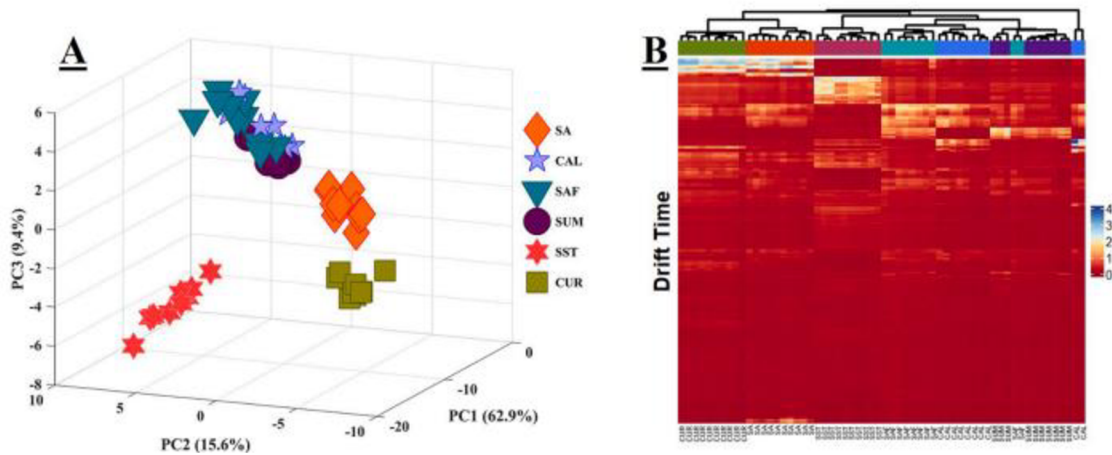 A
6
4
2
0
-2
-4
-6
-8
PC3 (9.4%)
10
5
0
-5
-10
PC2 (15.6%)
-20
-10
0
PC1 (62.9%)
SA
CAL
SAF
SUM
SST
CUR
B
Drift Time
4
3
2
1
0